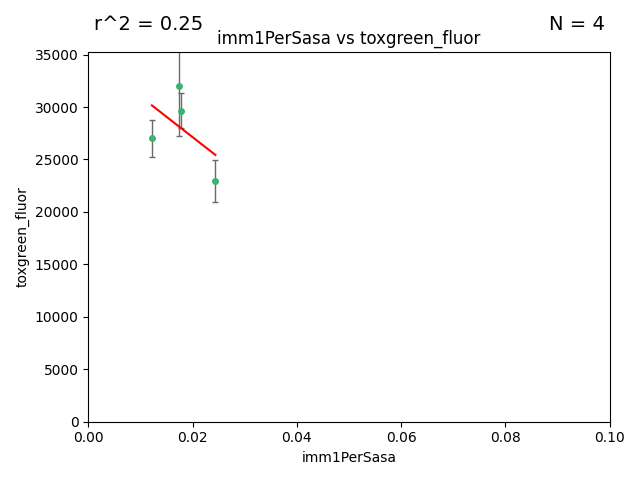 r^2 = 0.25
N = 4
imm1PerSasa vs toxgreen_fluor
35000
30000
25000
20000
15000
10000
5000
0
toxgreen_fluor
0.00
0.02
0.04
0.06
0.08
0.10
imm1PerSasa